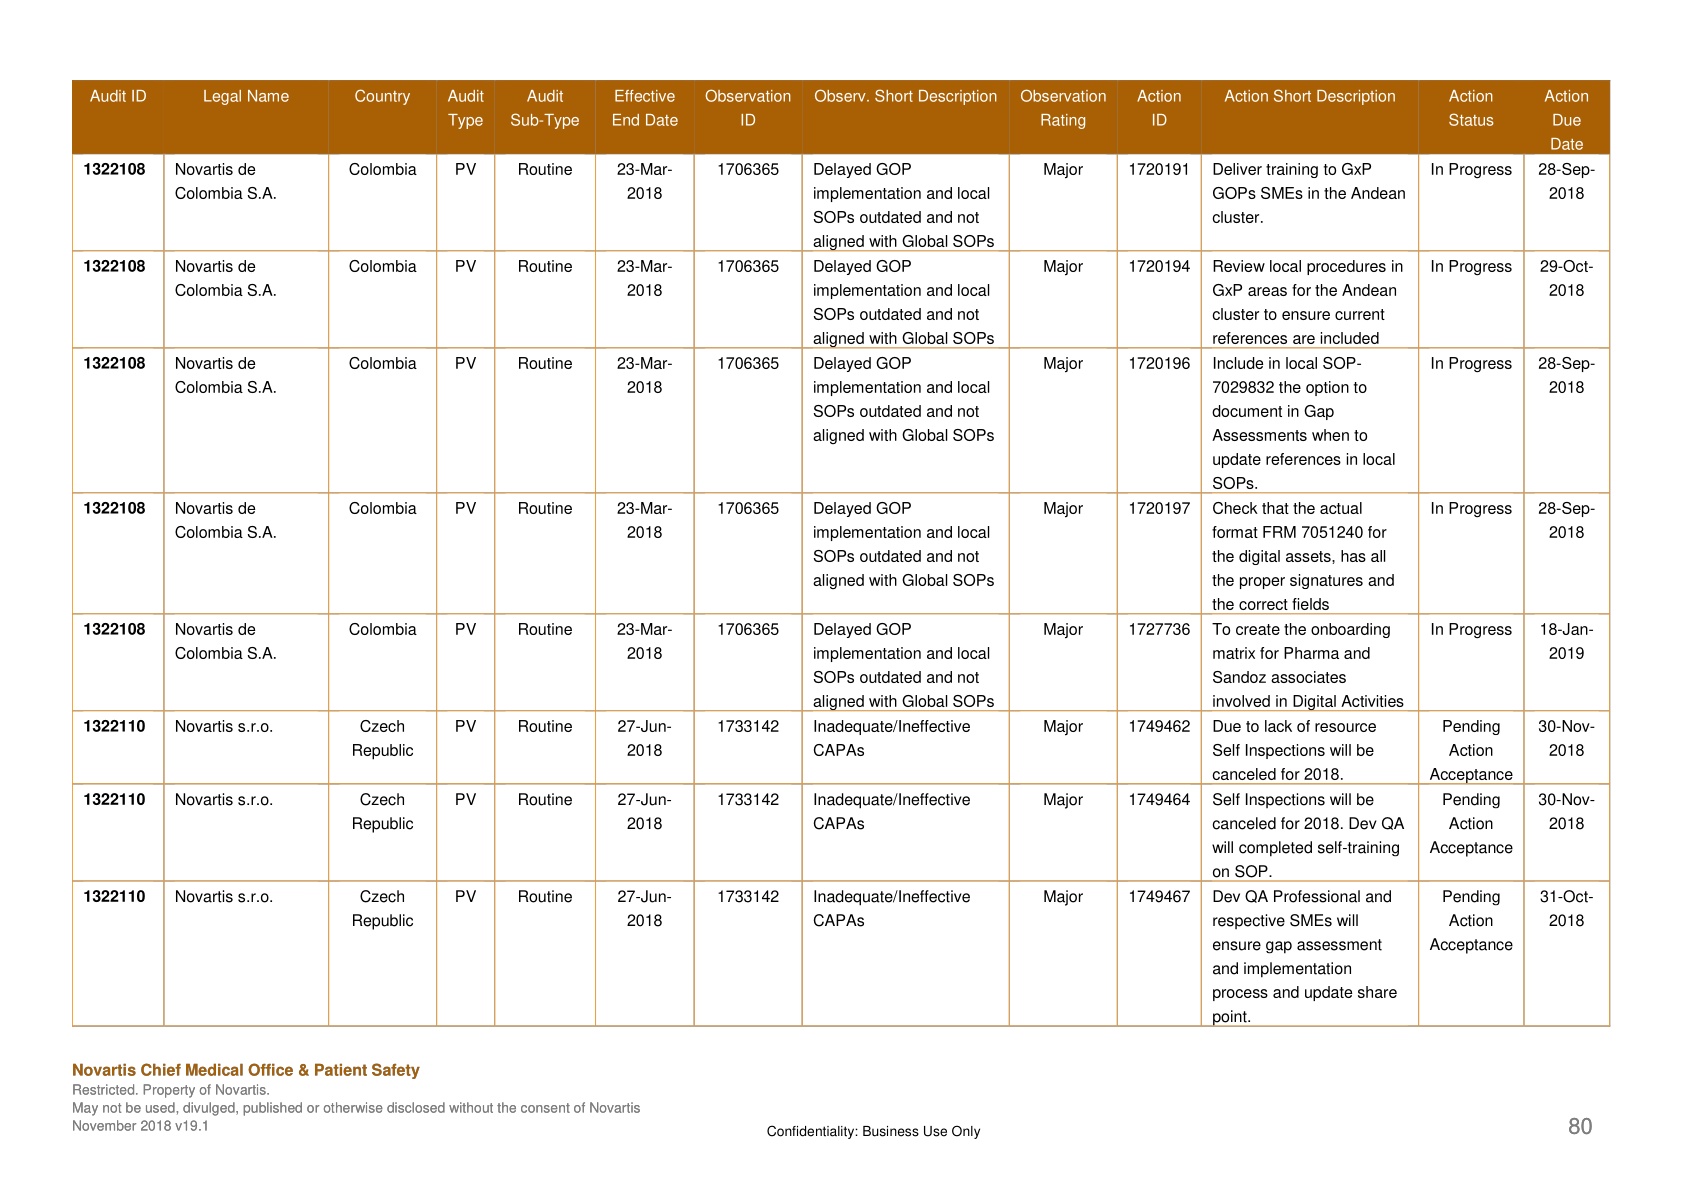 Audit ID Legal Name Country Audit Type Audit Sub-Type Effective End Date Observation ID Observ. Short Description Observation Rating Action ID Action Short Description Action Status Action Due Date
1322108 Novartis de Colombia S.A. Colombia PV Routine 23-Mar-2018 1706365 Delayed GOP implementation and local SOPs outdated and not aligned with Global SOPs Major 1720191 Deliver training to GxP GOPs SMEs in the Andean cluster. In Progress 28-Sep-2018
1322108 Novartis de Colombia S.A. Colombia PV Routine 23-Mar-2018 1706365 Delayed GOP implementation and local SOPs outdated and not aligned with Global SOPs Major 1720194 Review local procedures in GxP areas for the Andean cluster to ensure current references are included In Progress 29-Oct-2018
1322108 Novartis de Colombia S.A. Colombia PV Routine 23-Mar-2018 1706365 Delayed GOP implementation and local SOPs outdated and not aligned with Global SOPs Major 1720196 Include in local SOP-7029832 the option to document in Gap Assessments when to update references in local SOPs. In Progress 28-Sep-2018
1322108 Novartis de Colombia S.A. Colombia PV Routine 23-Mar-2018 1706365 Delayed GOP implementation and local SOPs outdated and not aligned with Global SOPs Major 1720197 Check that the actual format FRM 7051240 for the digital assets, has all the proper signatures and the correct fields In Progress 28-Sep-2018
1322108 Novartis de Colombia S.A. Colombia PV Routine 23-Mar-2018 1706365 Delayed GOP implementation and local SOPs outdated and not aligned with Global SOPs Major 1727736 To create the onboarding matrix for Pharma and Sandoz associates involved in Digital Activities In Progress 18-Jan-2019
1322110 Novartis s.r.o. Czech Republic PV Routine 27-Jun-2018 1733142 Inadequate/Ineffective CAPAs Major 1749462 Due to lack of resource Self Inspections will be canceled for 2018. Pending Action Acceptance 30-Nov-2018
1322110 Novartis s.r.o. Czech Republic PV Routine 27-Jun-2018 1733142 Inadequate/Ineffective CAPAs Major 1749464 Self Inspections will be canceled for 2018. Dev QA will completed self-training on SOP. Pending Action Acceptance 30-Nov-2018
1322110 Novartis s.r.o. Czech Republic PV Routine 27-Jun-2018 1733142 Inadequate/Ineffective CAPAs Major 1749467 Dev QA Professional and respective SMEs will ensure gap assessment and implementation process and update share point. Pending Action Acceptance 31-Oct-2018
Novartis Chief Medical Office & Patient Safety
Restricted. Property of Novartis.
May not be used, divulged, published or otherwise disclosed without the consent of Novartis
November 2018 v19.1
Confidentiality: Business Use Only
80